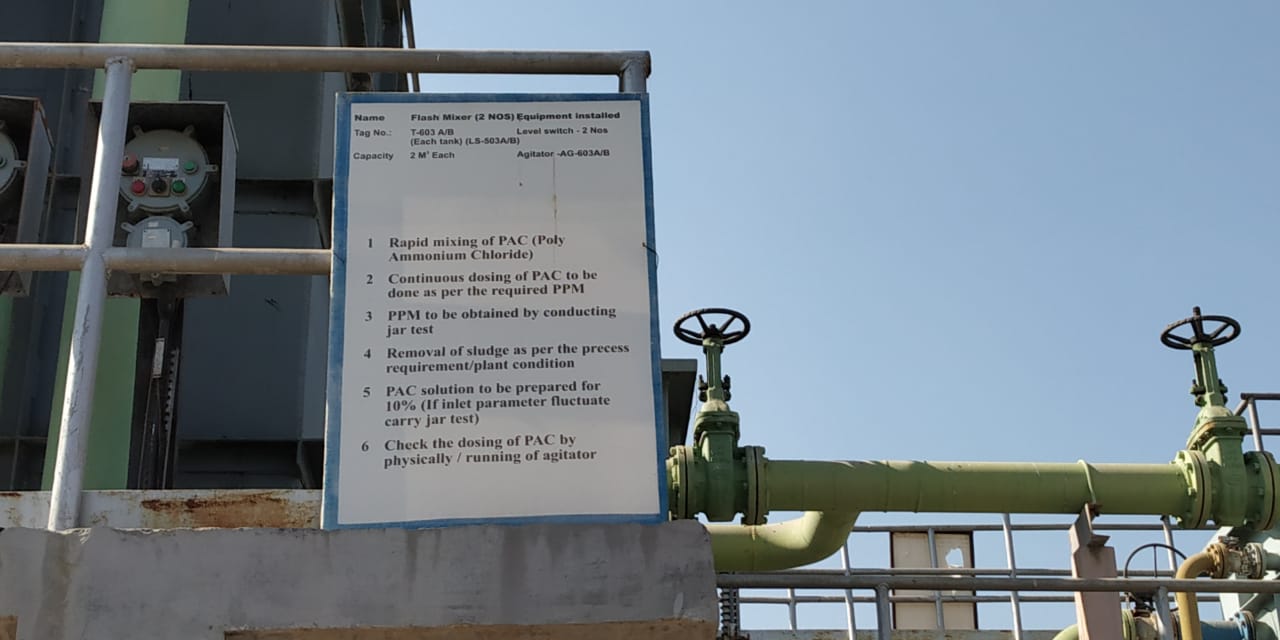 Name Flash Mixer (2 NOS) Equipment installed
Tag No.: T-603 A/B Level switch - 2 Nos
(Each tank) (LS-503A/B)
Capacity 2 M³ Each Agitator -AG-603A/B
1 Rapid mixing of PAC (Poly
Ammonium Chloride)
2 Continuous dosing of PAC to be
done as per the required PPM
3 PPM to be obtained by conducting
jar test
4 Removal of sludge as per the precess
requirement/plant condition
5 PAC solution to be prepared for
10% (If inlet parameter fluctuate
carry jar test)
6 Check the dosing of PAC by
physically / running of agitator